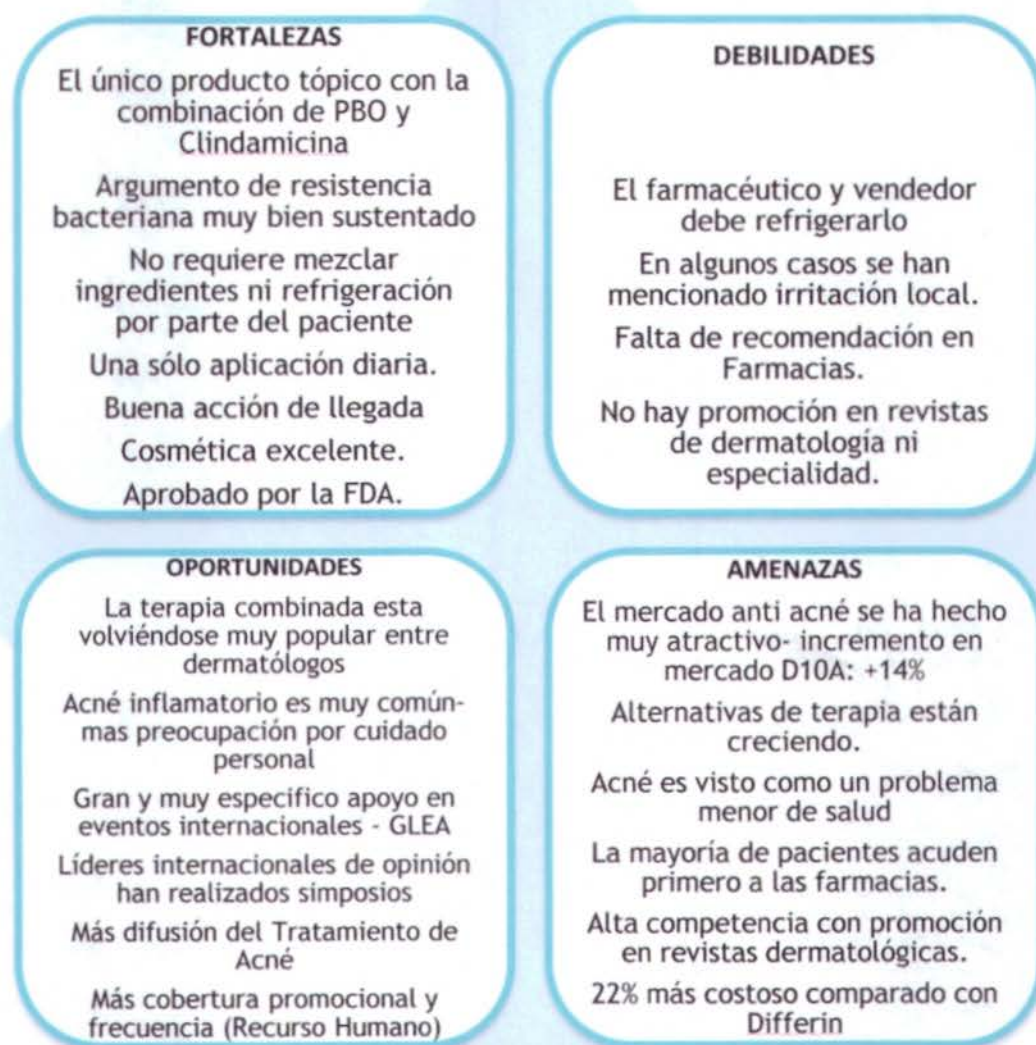 FORTALEZAS
El único producto tópico con la
combinación de PBO y
Clindamicina
Argumento de resistencia
bacteriana muy bien sustentado
No requiere mezclar
ingredientes ni refrigeración
por parte del paciente
Una sólo aplicación diaria.
Buena acción de llegada
Cosmética excelente.
Aprobado por la FDA.
DEBILIDADES
El farmacéutico y vendedor
debe refrigerarlo
En algunos casos se han
mencionado irritación local.
Falta de recomendación en
Farmacias.
No hay promoción en revistas
de dermatología ni
especialidad.
OPORTUNIDADES
La terapia combinada esta
volviéndose muy popular entre
dermatólogos
Acné inflamatorio es muy común-
mas preocupación por cuidado
personal
Gran y muy especifico apoyo en
eventos internacionales - GLEA
Líderes internacionales de opinión
han realizados simposios
Más difusión del Tratamiento de
Acné
Más cobertura promocional y
frecuencia (Recurso Humano)
AMENAZAS
El mercado anti acné se ha hecho
muy atractivo- incremento en
mercado D10A: +14%
Alternativas de terapia están
creciendo.
Acné es visto como un problema
menor de salud
La mayoría de pacientes acuden
primero a las farmacias.
Alta competencia con promoción
en revistas dermatológicas.
22% más costoso comparado con
Differin